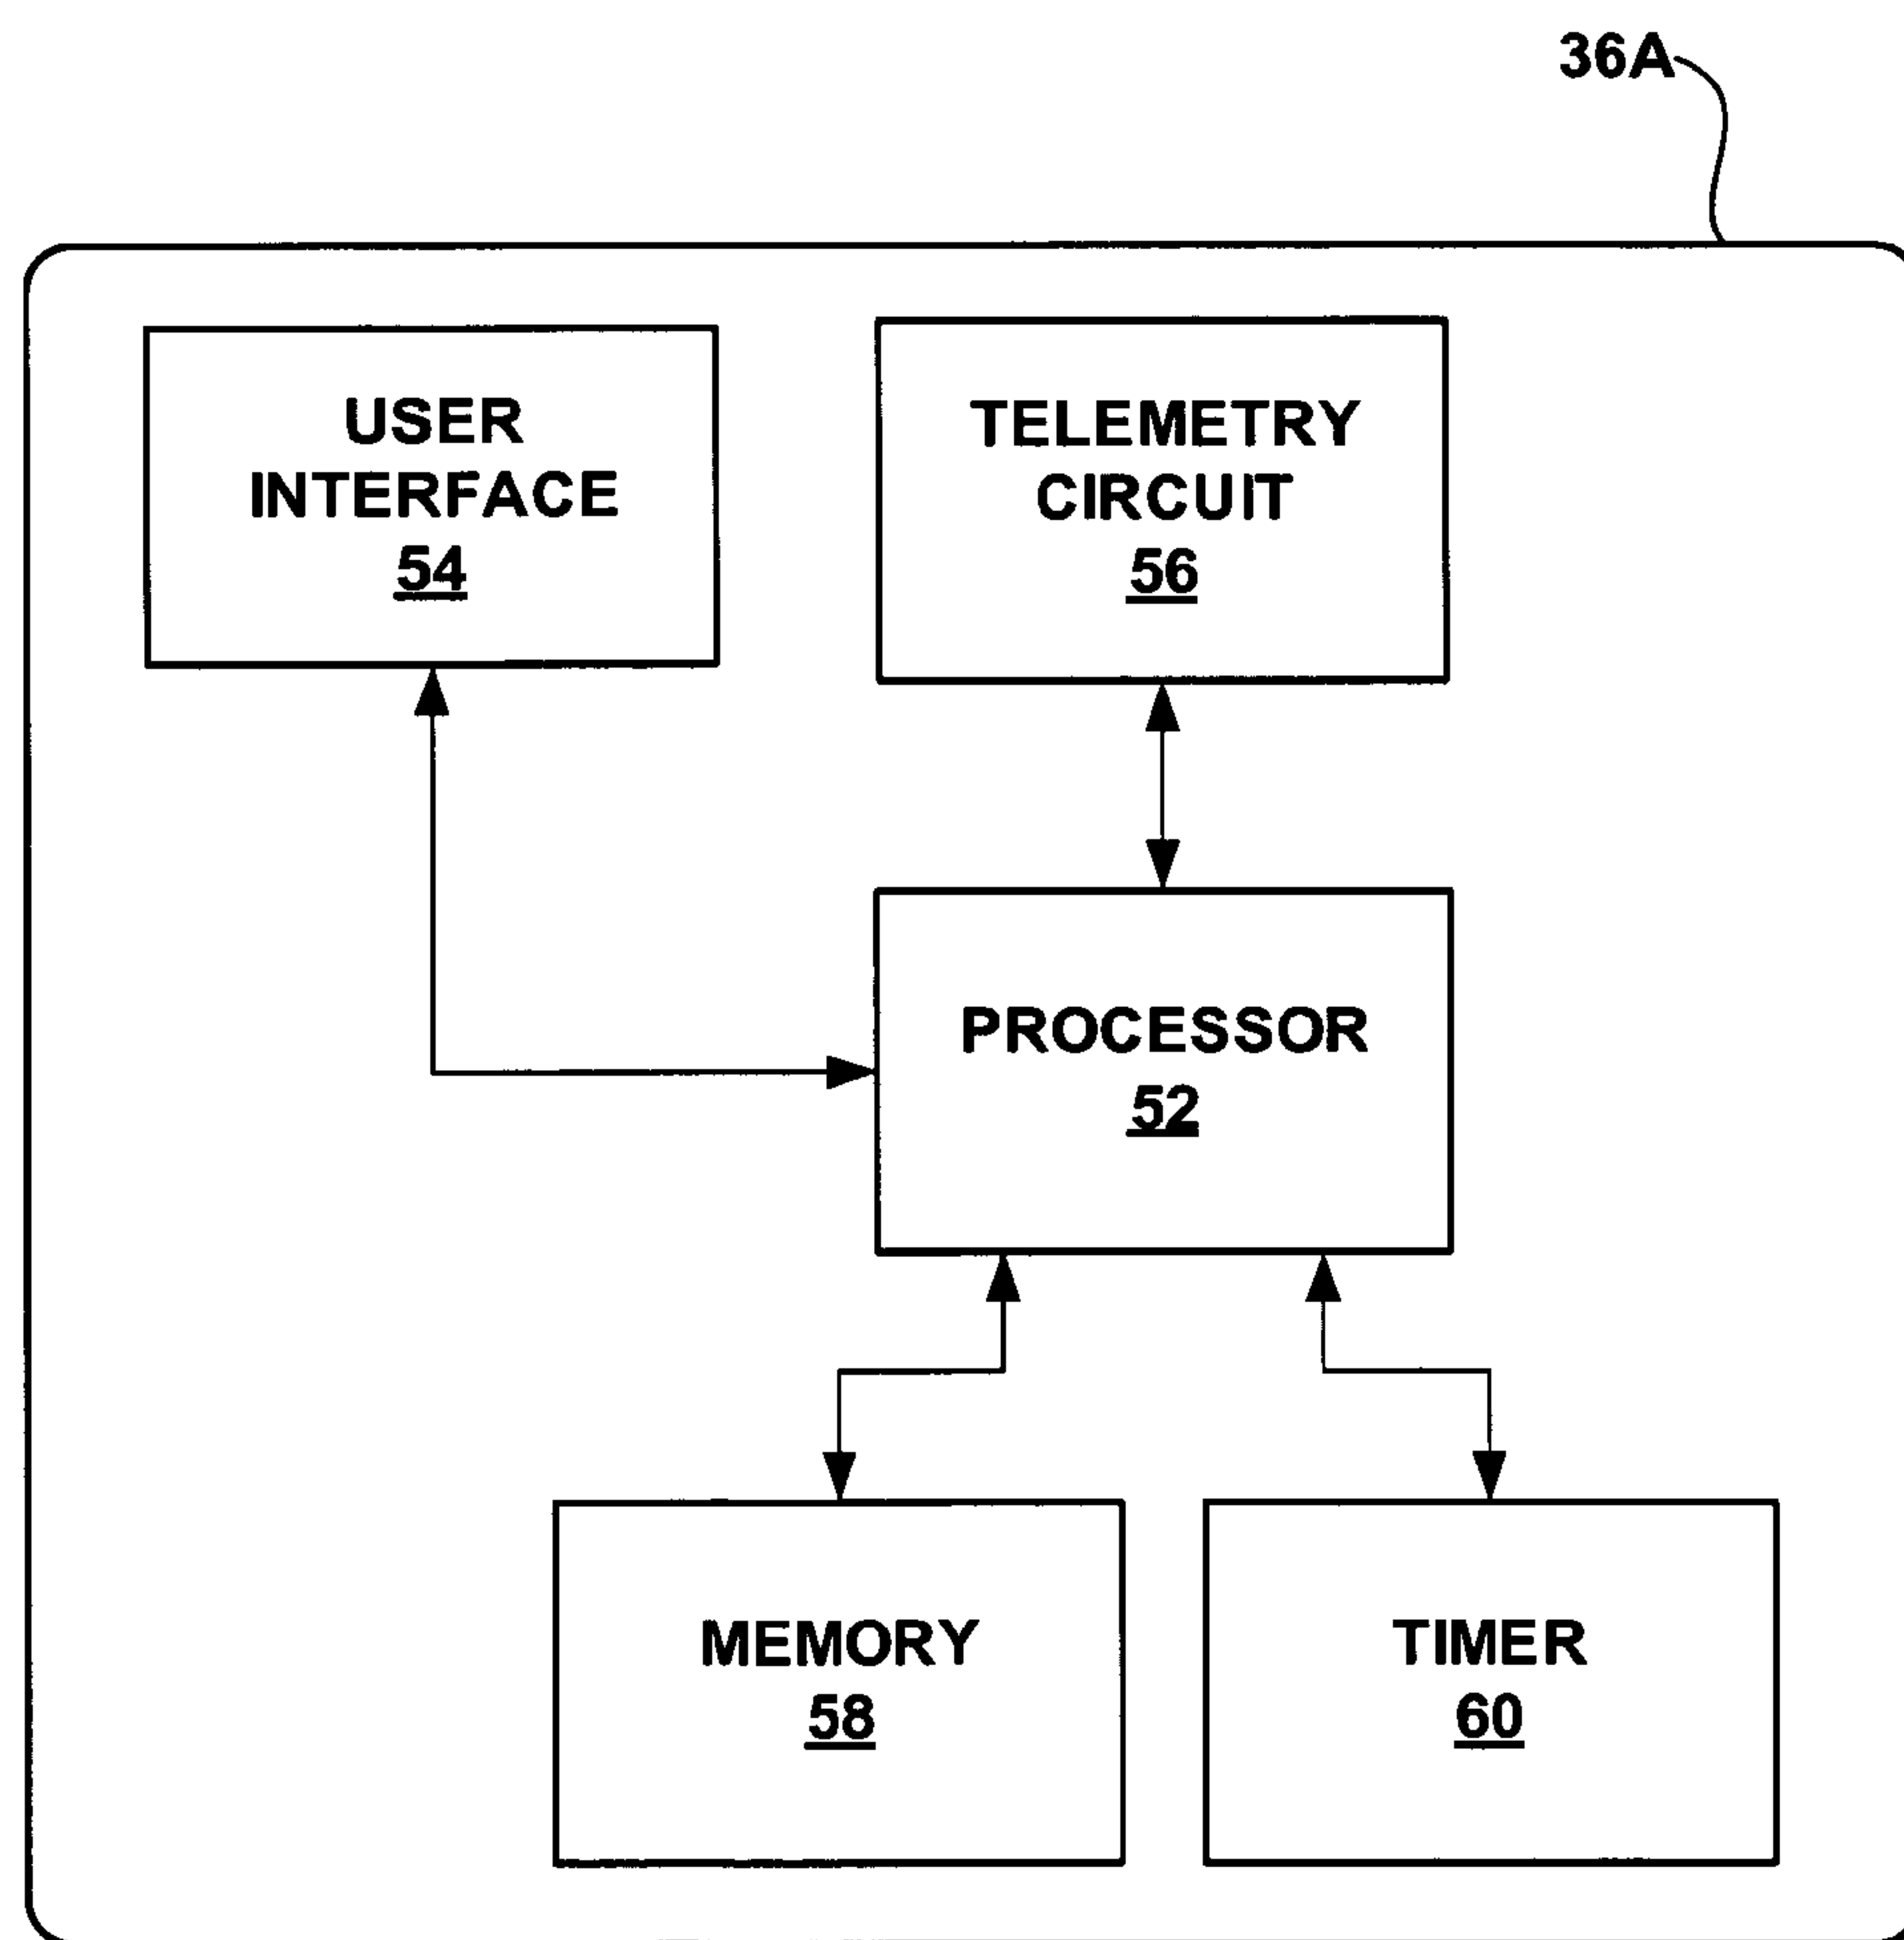 36A
USER
INTERFACE
54
TELEMETRY
CIRCUIT
56
PROCESSOR
52
MEMORY
58
TIMER
60